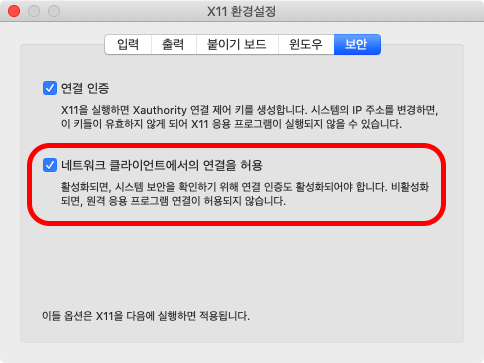 X11 환경설정
입력 출력 붙이기 보드 윈도우 보안
연결 인증
X11을 실행하면 Xauthority 연결 제어 키를 생성합니다. 시스템의 IP 주소를 변경하면,
이 키들이 유효하지 않게 되어 X11 응용 프로그램이 실행되지 않을 수 있습니다.
네트워크 클라이언트에서의 연결을 허용
활성화되면, 시스템 보안을 확인하기 위해 연결 인증도 활성화되어야 합니다. 비활성화
되면, 원격 응용 프로그램 연결이 허용되지 않습니다.
이들 옵션은 X11을 다음에 실행하면 적용됩니다.